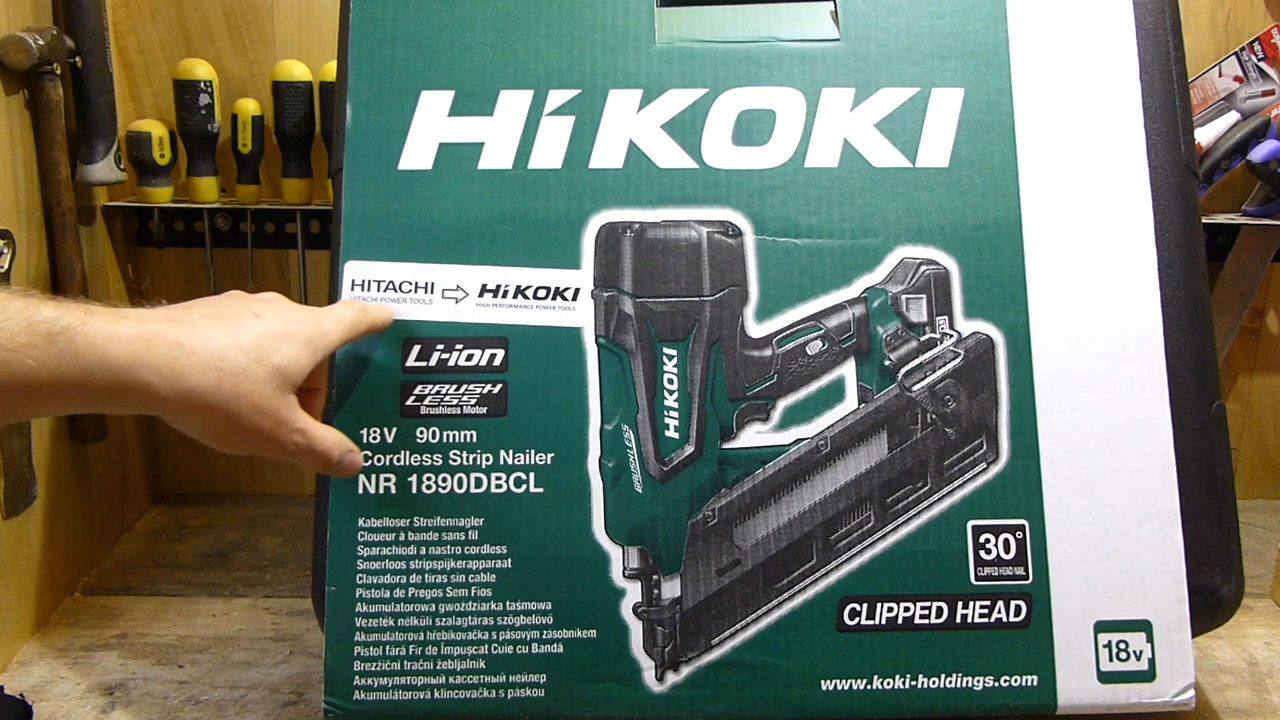 HiKOKI
HITACHI
HITACHI POWER TOOLS
HiKOKI
HIGH PERFORMANCE POWER TOOLS
Li-ion
BRUSH
LESS
Brushless Motor
18V 90mm
Cordless Strip Nailer
NR 1890DBCL
Kabelloser Streifennagler
Cloueur à bande sans fil
Sparachiodi a nastro cordless
Snoerloos stripspijkerapparaat
Clavadora de tiras sin cable
Pistola de Pregos Sem Fios
Akumulatorowa gwoździarka taśmowa
Vezeték nélküli szalagtáras szögbelövő
Akumulatorová hřebíkovačka s pásovým zásobníkem
Pistol fără Fir de Împușcat Cuie cu Bandă
Brezžični tračni žebljalnik
Аккумуляторный кассетный нейлер
Akumulátorová klincovačka s páskou
HiKOKI
BRUSHLESS
30°
CLIPPED HEAD NAIL
CLIPPED HEAD
18v
www.koki-holdings.com